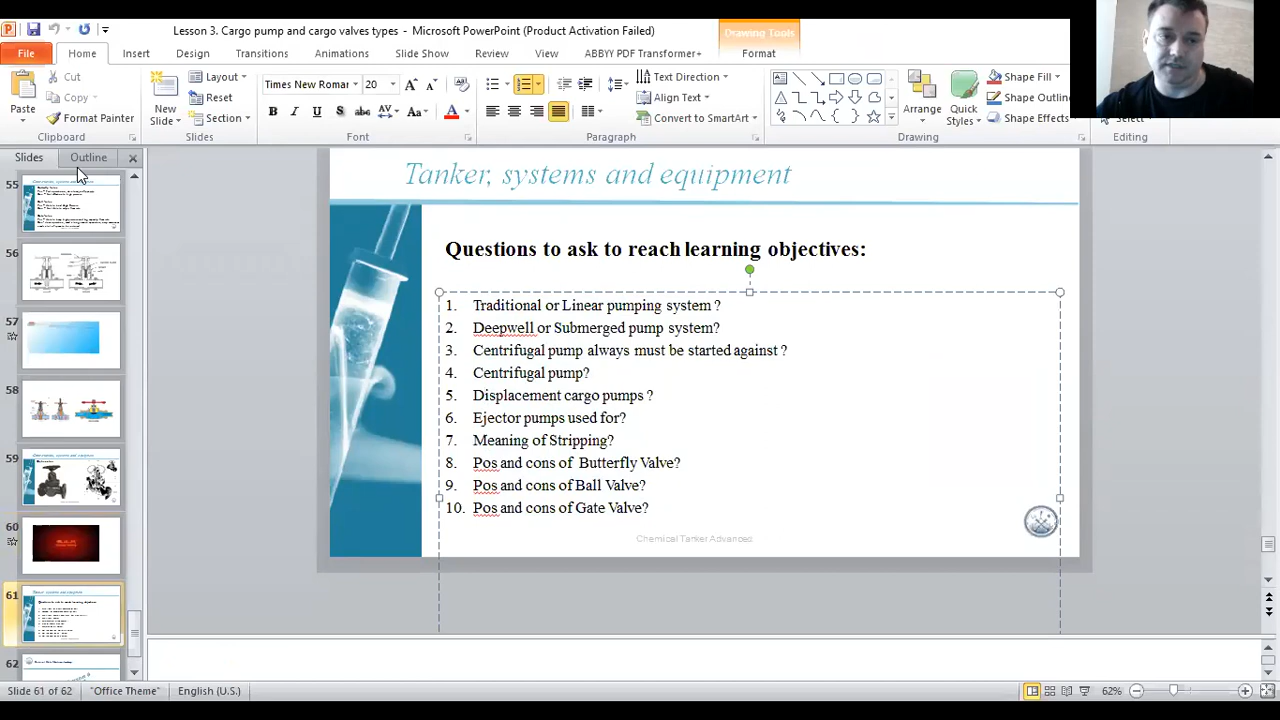 Lesson 3. Cargo pump and cargo valves types - Microsoft PowerPoint (Product Activation Failed)
Drawing Tools
File Home Insert Design Transitions Animations Slide Show Review View ABBYY PDF Transformer+ Format
Cut
Copy
Format Painter
Paste
Clipboard
New Slide
Layout
Reset
Section
Slides
Times New Roman 20
Font
Paragraph
Text Direction
Align Text
Convert to SmartArt
Arrange
Quick Styles
Shape Fill
Shape Outline
Shape Effects
Drawing
Select
Editing
Slides Outline
55
56
57
58
59
60
61
62
Tanker, systems and equipment
Questions to ask to reach learning objectives:
1. Traditional or Linear pumping system ?
2. Deepwell or Submerged pump system?
3. Centrifugal pump always must be started against ?
4. Centrifugal pump?
5. Displacement cargo pumps ?
6. Ejector pumps used for?
7. Meaning of Stripping?
8. Pos and cons of Butterfly Valve?
9. Pos and cons of Ball Valve?
10. Pos and cons of Gate Valve?
Chemical Tanker Advanced
Slide 61 of 62 "Office Theme" English (U.S.) 62%